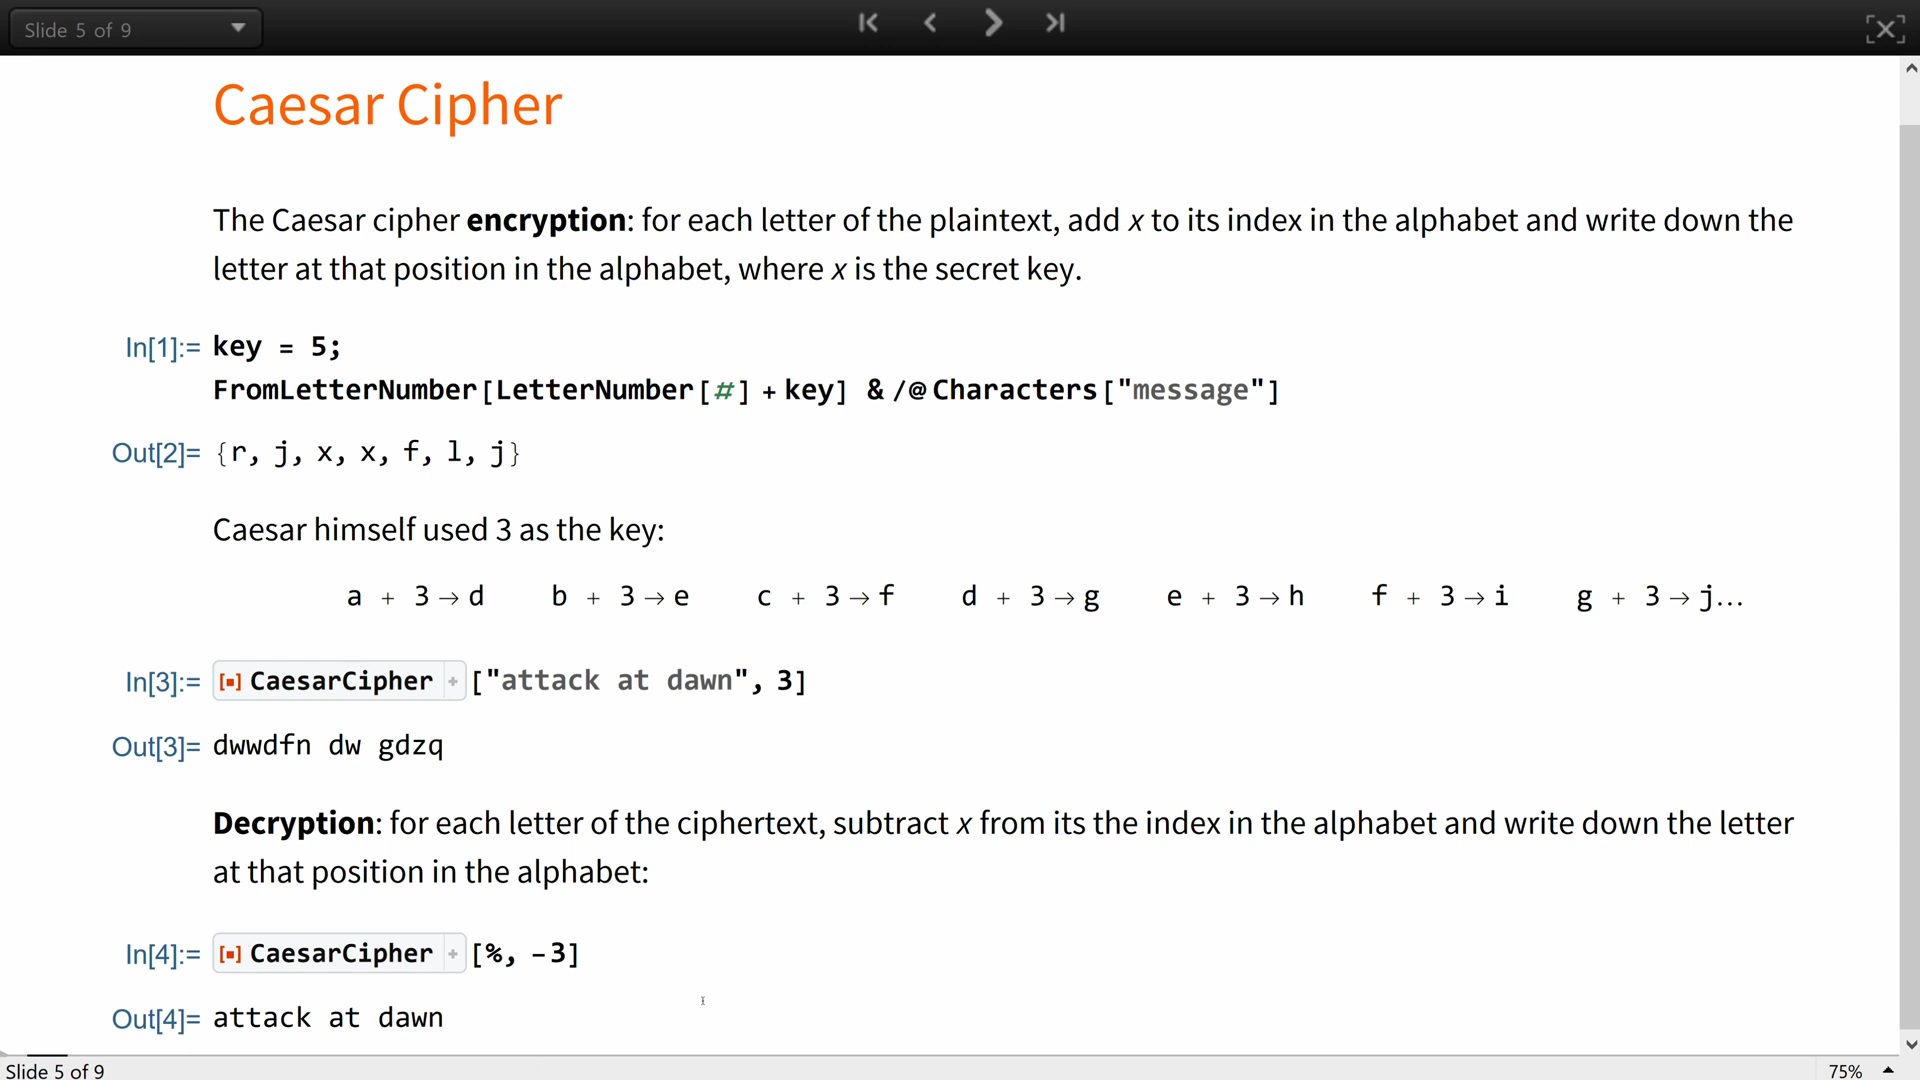 Slide 5 of 9
Caesar Cipher
The Caesar cipher encryption: for each letter of the plaintext, add x to its index in the alphabet and write down the
letter at that position in the alphabet, where x is the secret key.
In[1]:= key = 5;
FromLetterNumber[LetterNumber[#] + key] & /@ Characters["message"]
Out[2]= {r, j, x, x, f, l, j}
Caesar himself used 3 as the key:
a + 3 → d b + 3 → e c + 3 → f d + 3 → g e + 3 → h f + 3 → i g + 3 → j...
In[3]:= [▪] CaesarCipher + ["attack at dawn", 3]
Out[3]= dwwdfn dw gdzq
Decryption: for each letter of the ciphertext, subtract x from its the index in the alphabet and write down the letter
at that position in the alphabet:
In[4]:= [▪] CaesarCipher + [%, -3]
Out[4]= attack at dawn
Slide 5 of 9 75%